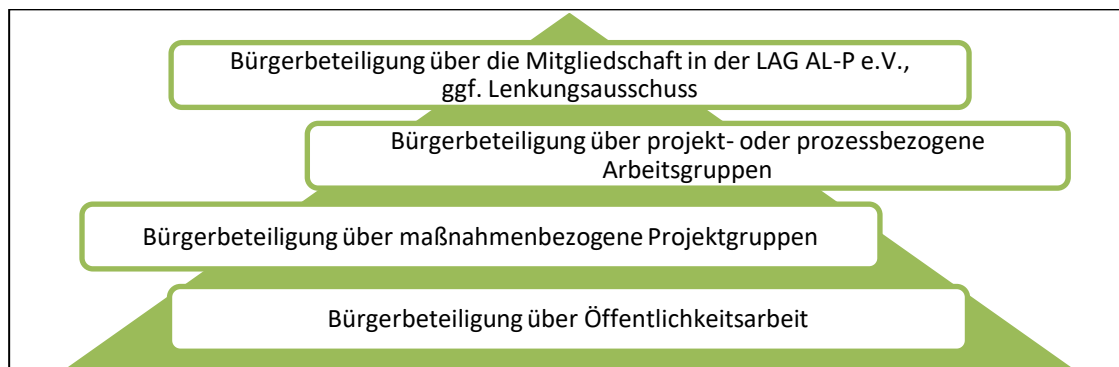 Bürgerbeteiligung über die Mitgliedschaft in der LAG AL-P e.V.,
ggf. Lenkungsausschuss
Bürgerbeteiligung über projekt- oder prozessbezogene
Arbeitsgruppen
Bürgerbeteiligung über maßnahmenbezogene Projektgruppen
Bürgerbeteiligung über Öffentlichkeitsarbeit